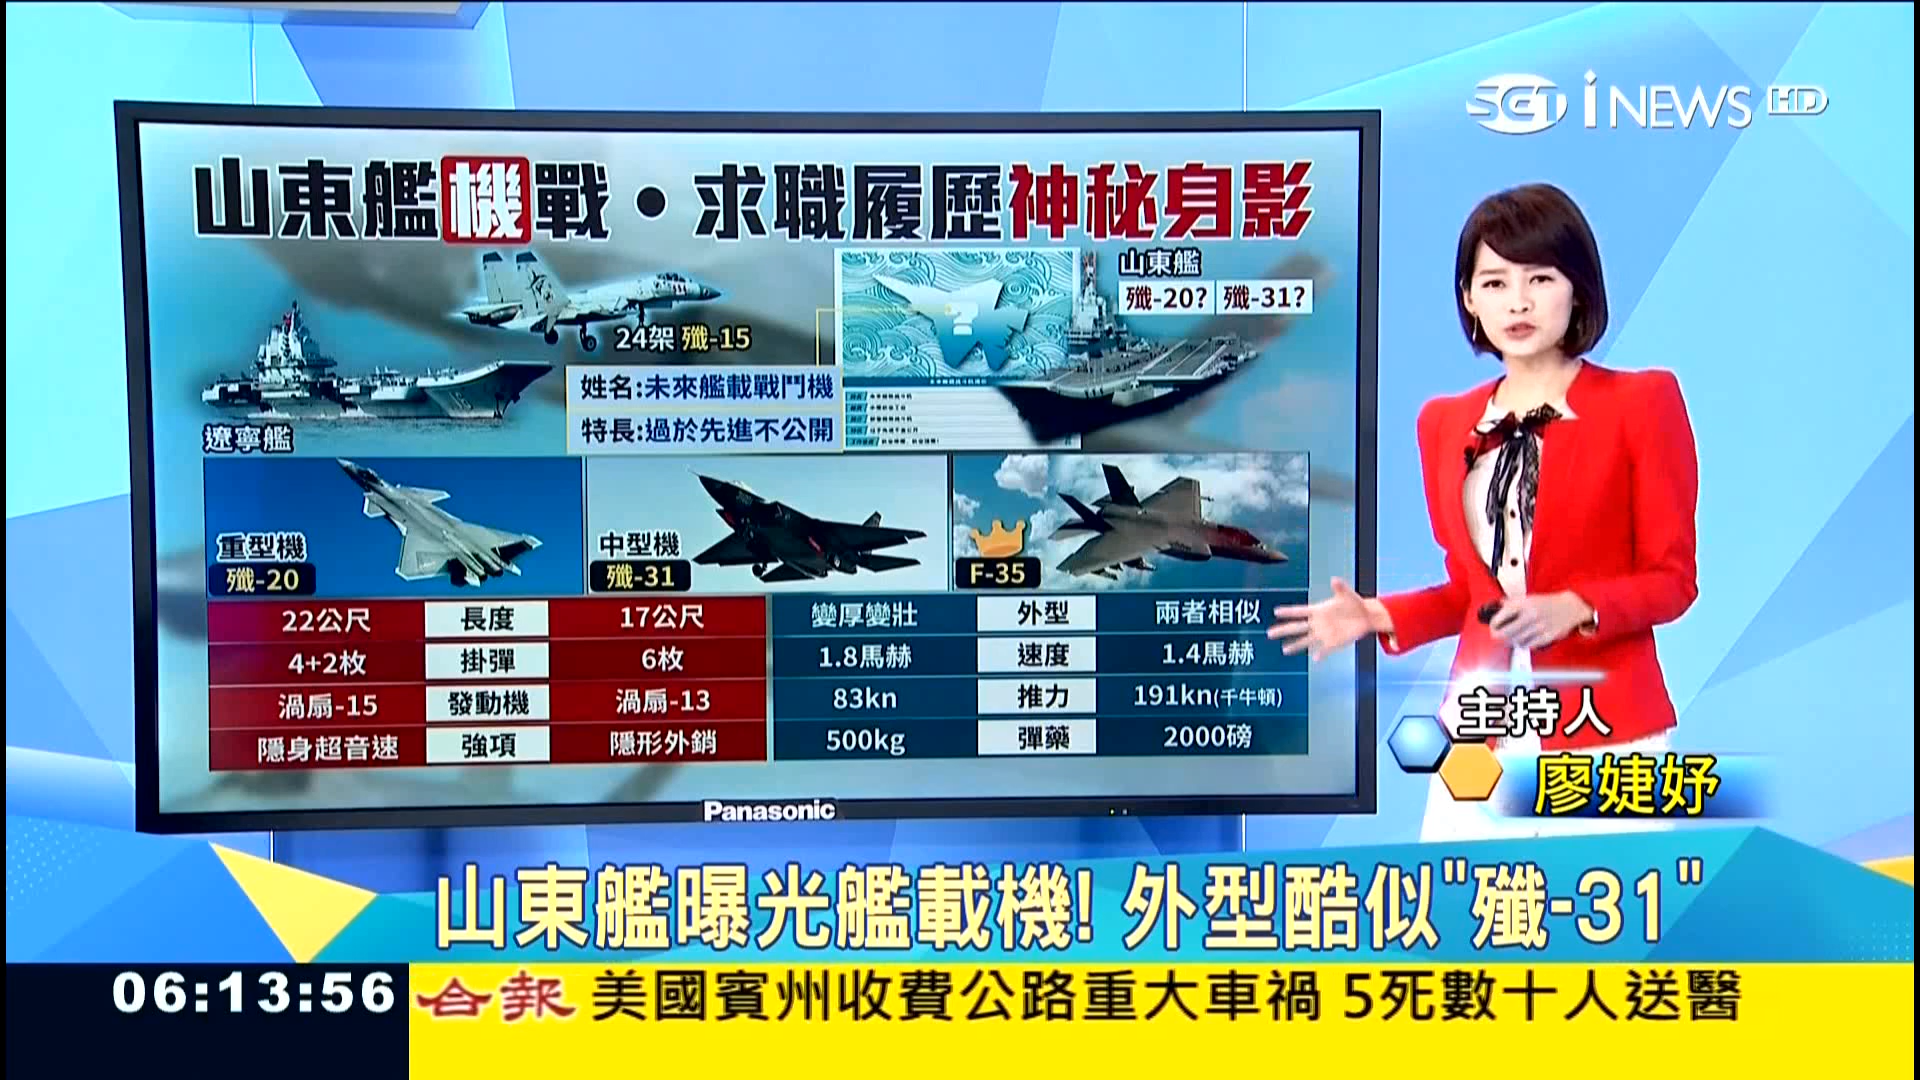 SET iNEWS HD
山東艦機戰·求職履歷神秘身影
山東艦
殲-20? 殲-31?
24架 殲-15
姓名:未來艦載戰鬥機
特長:過於先進不公開
遼寧艦
重型機
殲-20
中型機
殲-31
F-35
22公尺 長度 17公尺 變厚變壯 外型 兩者相似
4+2枚 掛彈 6枚 1.8馬赫 速度 1.4馬赫
渦扇-15 發動機 渦扇-13 83kn 推力 191kn(千牛頓)
隱身超音速 強項 隱形外銷 500kg 彈藥 2000磅
Panasonic
主持人
廖婕妤
山東艦曝光艦載機! 外型酷似"殲-31"
06:13:56 合報 美國賓州收費公路重大車禍 5死數十人送醫